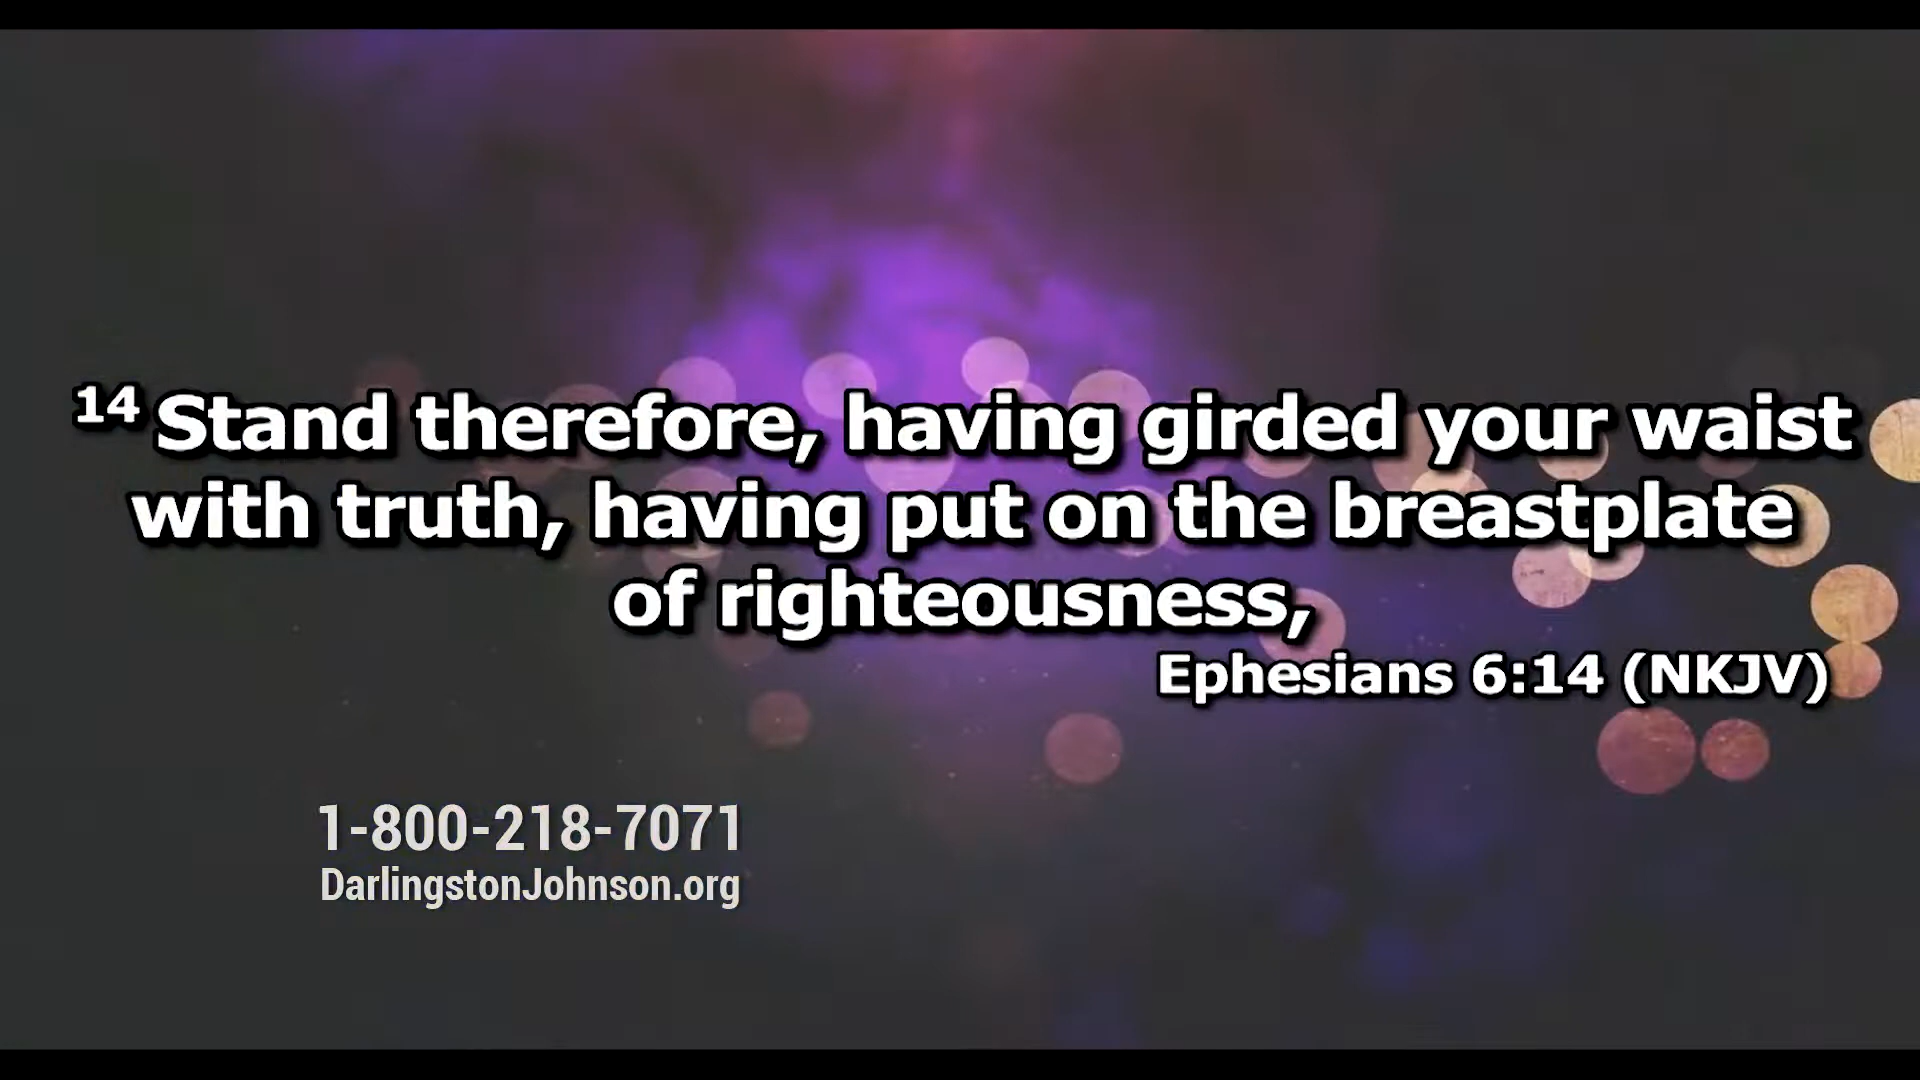 14 Stand therefore, having girded your waist
with truth, having put on the breastplate
of righteousness,
Ephesians 6:14 (NKJV)
1-800-218-7071
DarlingstonJohnson.org